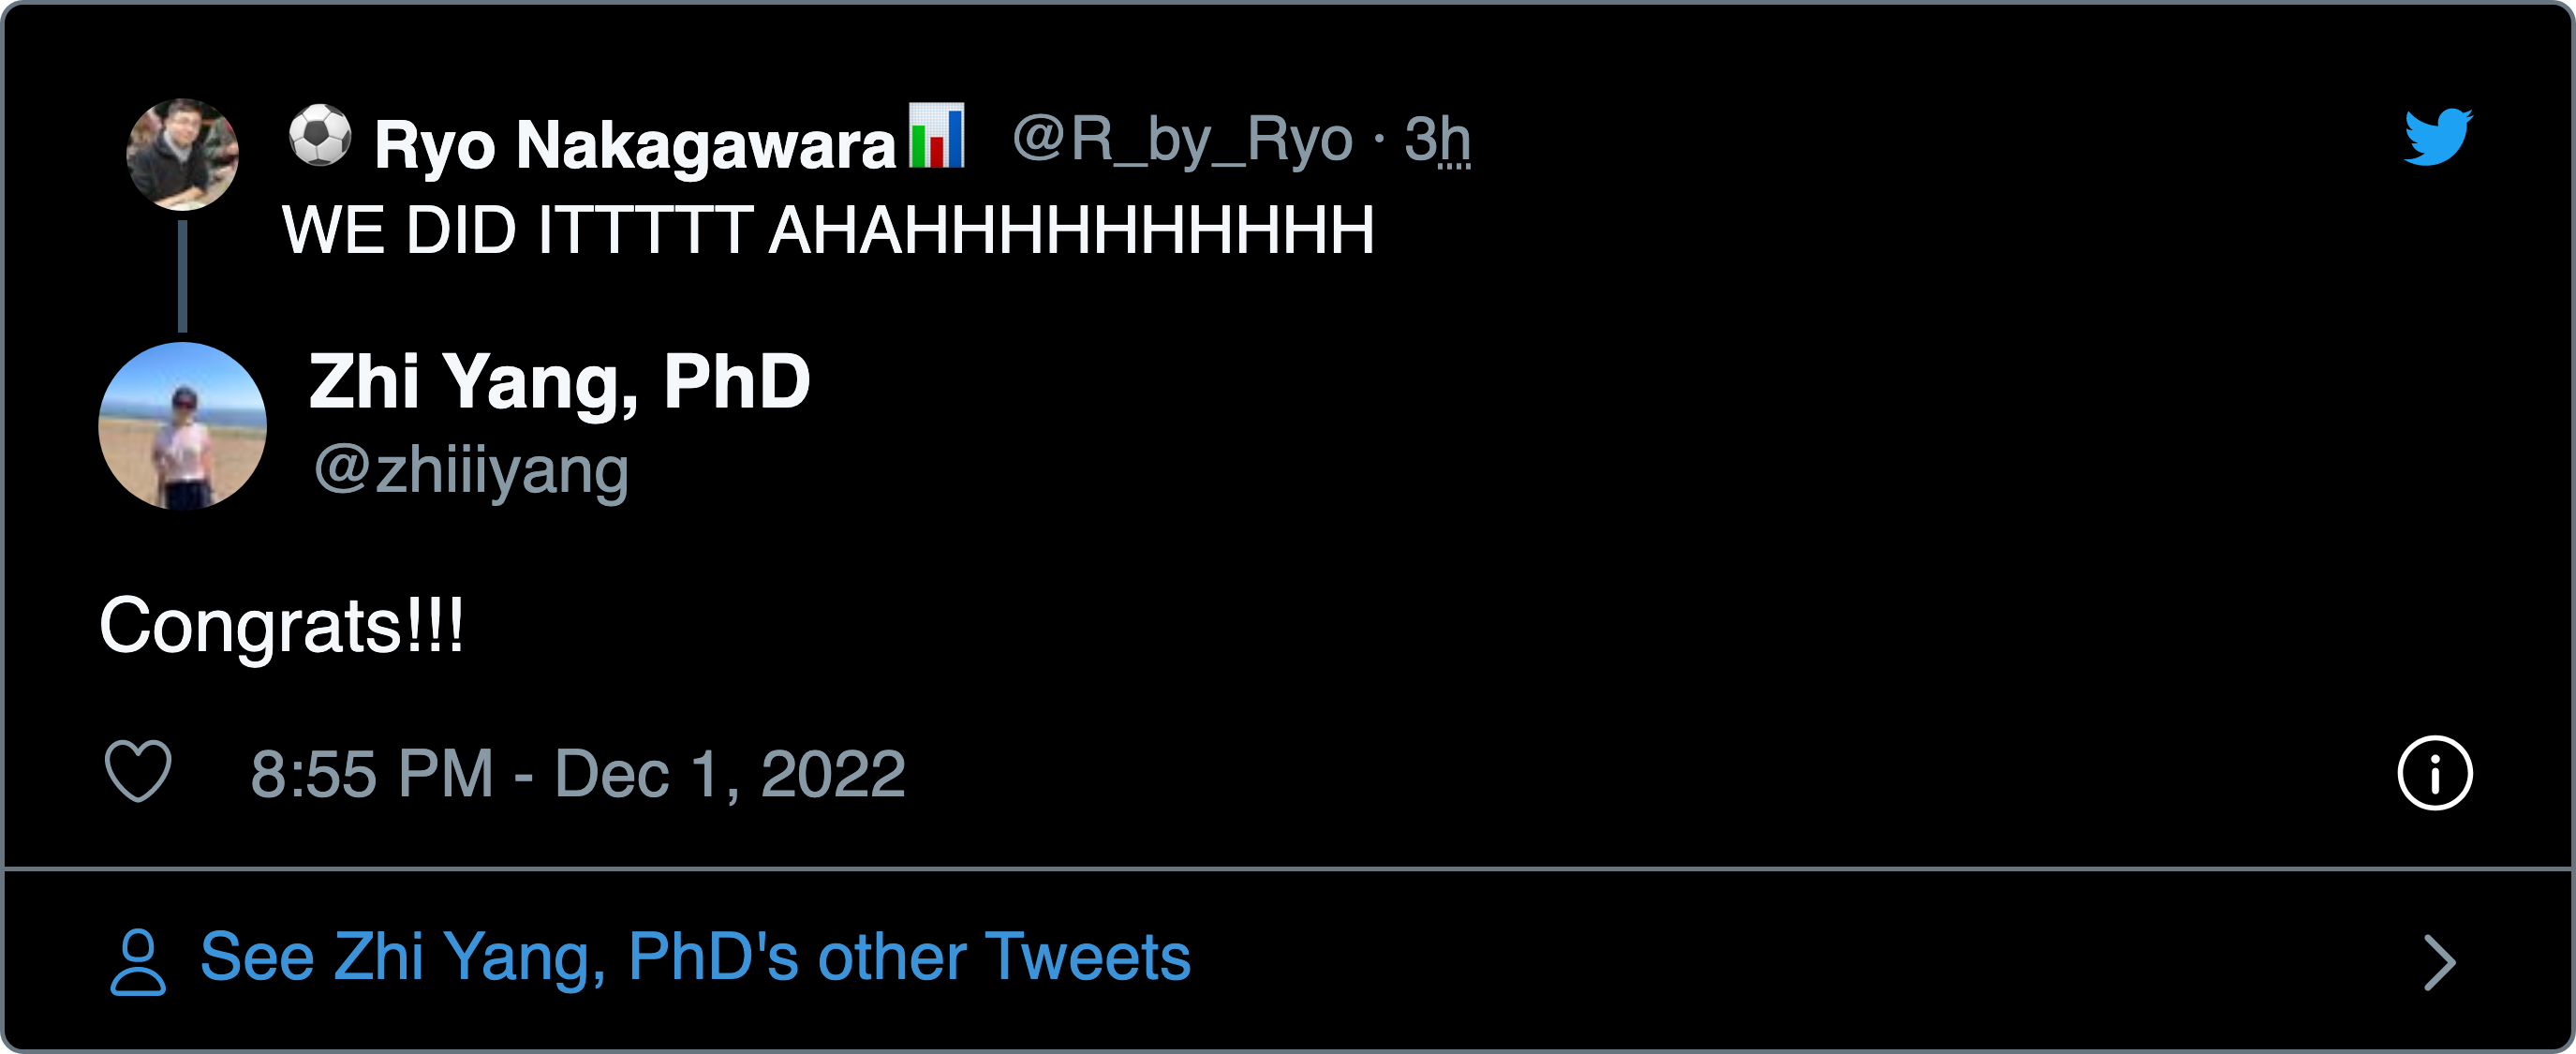 ⚽ Ryo Nakagawara📊 @R_by_Ryo · 3h
WE DID ITTTTT AHAHHHHHHHHHH
Zhi Yang, PhD
@zhiiiyang
Congrats!!!
8:55 PM - Dec 1, 2022
See Zhi Yang, PhD's other Tweets